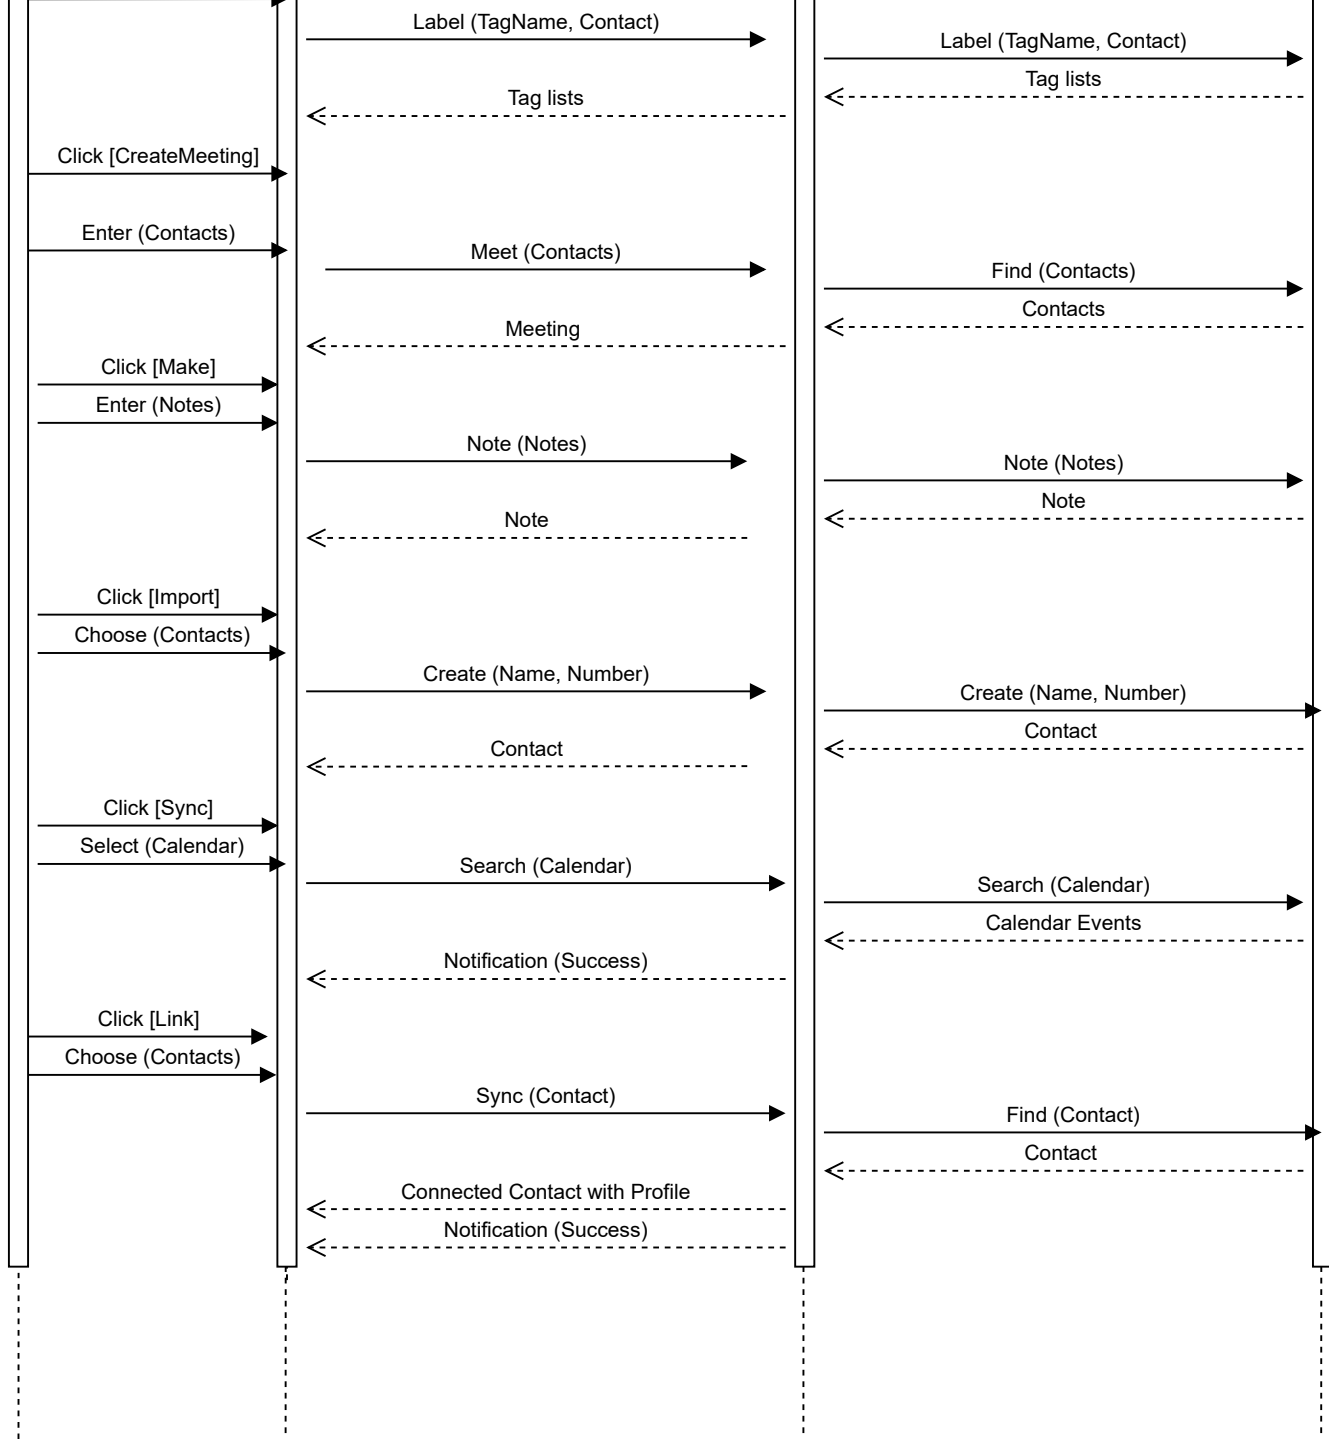 Label (TagName, Contact)
Label (TagName, Contact)
Tag lists
Tag lists
Click [CreateMeeting]
Enter (Contacts)
Meet (Contacts)
Find (Contacts)
Contacts
Meeting
Click [Make]
Enter (Notes)
Note (Notes)
Note (Notes)
Note
Note
Click [Import]
Choose (Contacts)
Create (Name, Number)
Create (Name, Number)
Contact
Contact
Click [Sync]
Select (Calendar)
Search (Calendar)
Search (Calendar)
Calendar Events
Notification (Success)
Click [Link]
Choose (Contacts)
Sync (Contact)
Find (Contact)
Contact
Connected Contact with Profile
Notification (Success)